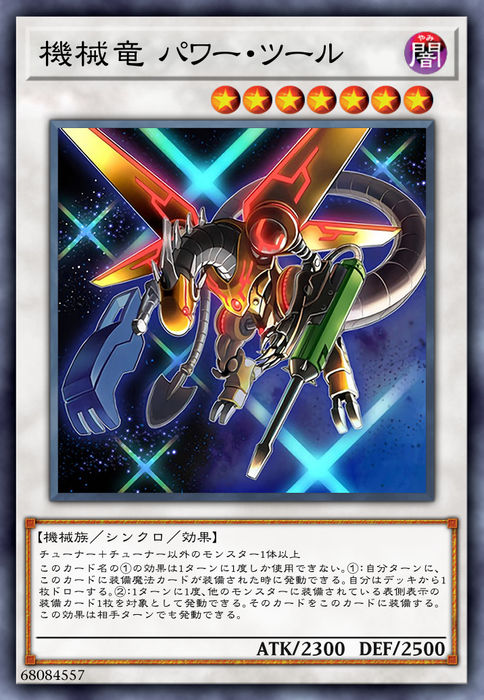 機械竜 パワー・ツール
やみ
闇
【機械族／シンクロ／効果】
チューナー＋チューナー以外のモンスター1体以上
このカード名の①の効果は1ターンに1度しか使用できない。①：自分ターンに、
このカードに装備魔法カードが装備された時に発動できる。自分はデッキから1
枚ドローする。②：1ターンに1度、他のモンスターに装備されている表側表示の
装備カード1枚を対象として発動できる。そのカードをこのカードに装備する。
この効果は相手ターンでも発動できる。
ATK/2300 DEF/2500
68084557